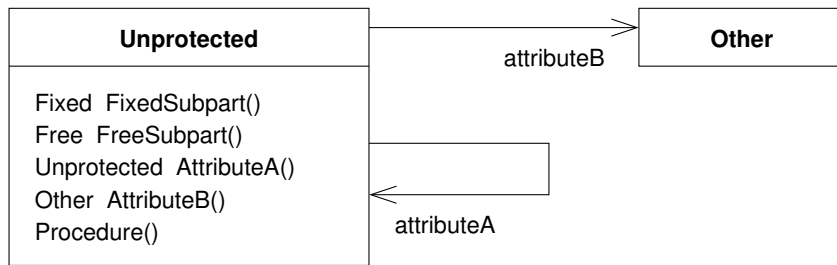 Unprotected
Other
attributeB
Fixed FixedSubpart()
Free FreeSubpart()
Unprotected AttributeA()
Other AttributeB()
Procedure()
attributeA